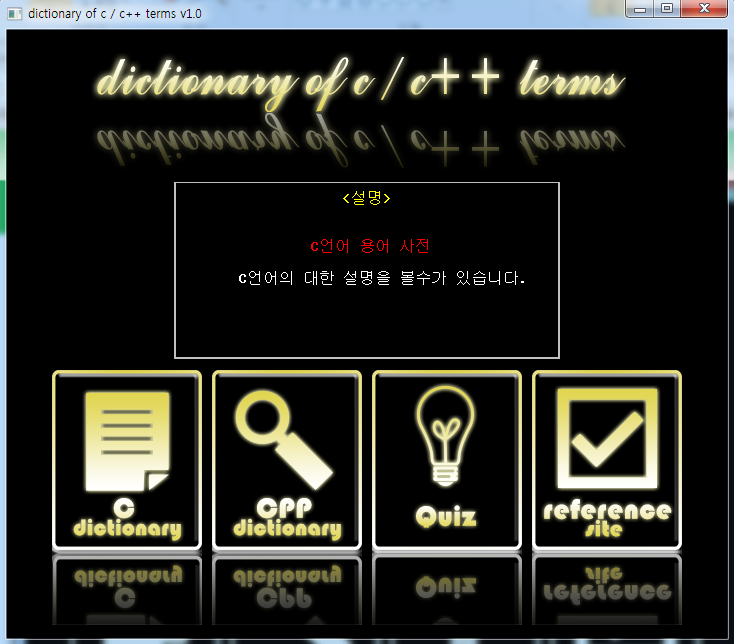 dictionary of c / c++ terms v1.0
dictionary of c / c++ terms
<설명>
c언어 용어 사전
c언어의 대한 설명을 볼수가 있습니다.
C
dictionary
CPP
dictionary
Quiz
reference
site